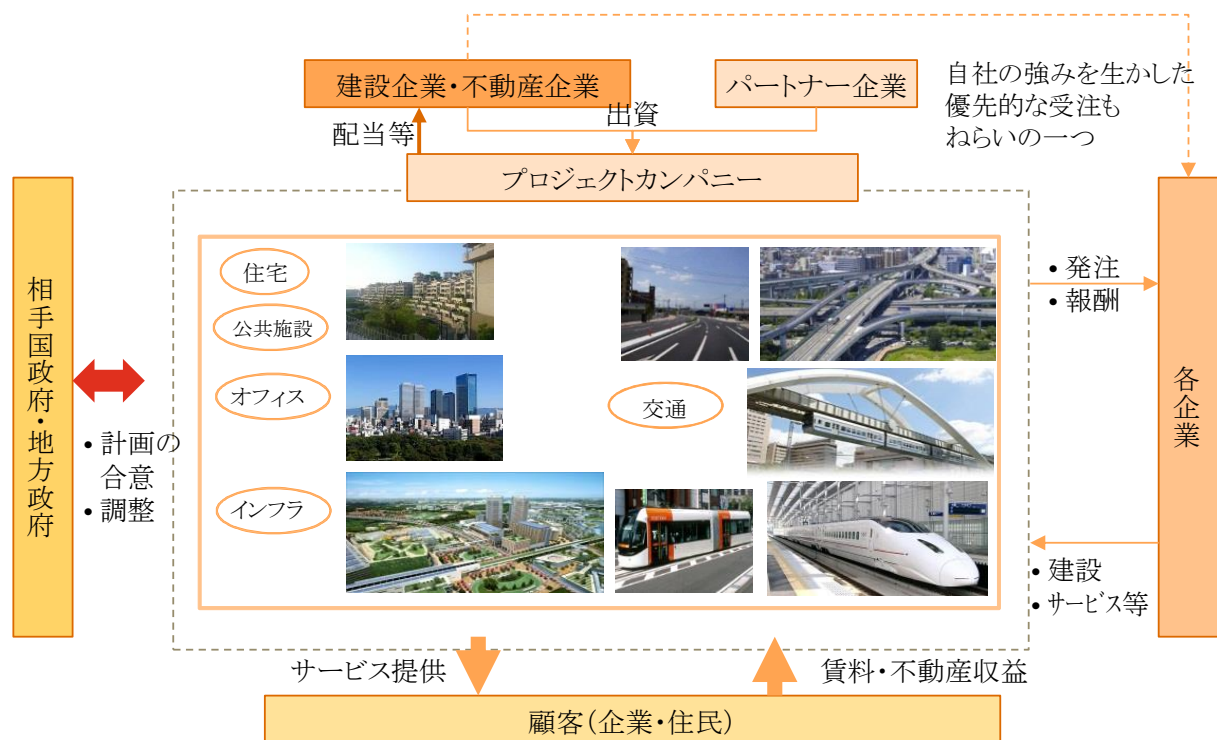 建設企業・不動産企業
パートナー企業
自社の強みを生かした
優先的な受注も
ねらいの一つ
出資
配当等
プロジェクトカンパニー
相手国政府・地方政府
• 計画の
合意
• 調整
住宅
公共施設
オフィス
インフラ
交通
• 発注
• 報酬
各企業
• 建設
• サービス等
サービス提供
賃料・不動産収益
顧客(企業・住民)